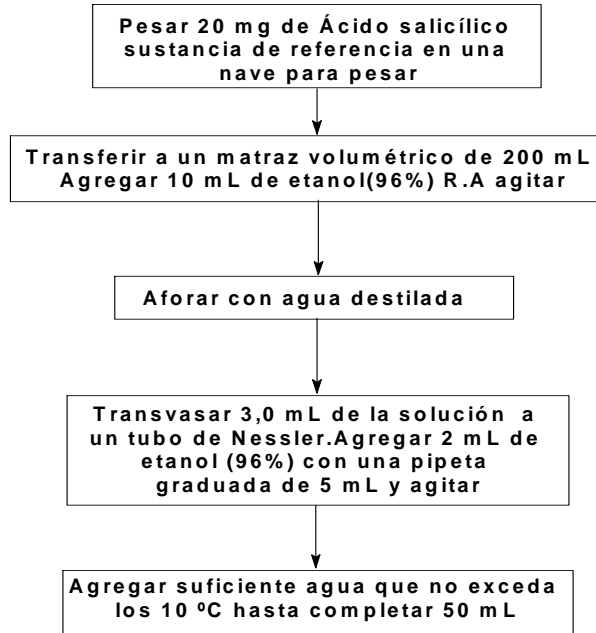 Pesar 20 mg de Ácido salicílico
sustancia de referencia en una
nave para pesar
Transferir a un matraz volumétrico de 200 mL
Agregar 10 mL de etanol(96%) R.A agitar
Aforar con agua destilada
Transvasar 3,0 mL de la solución a
un tubo de Nessler.Agregar 2 mL de
etanol (96%) con una pipeta
graduada de 5 mL y agitar
Agregar suficiente agua que no exceda
los 10 ºC hasta completar 50 mL